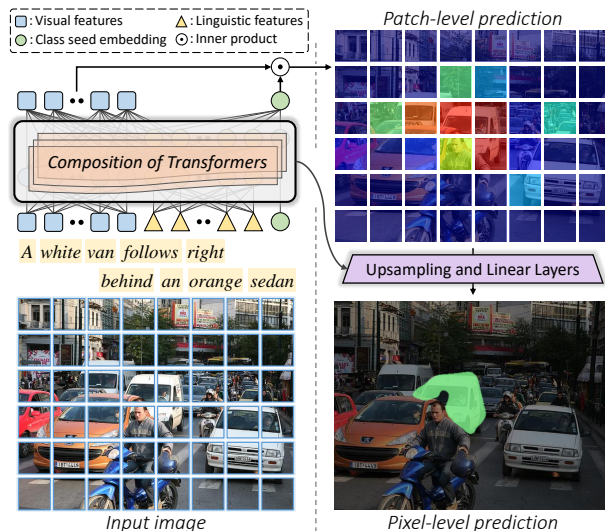 : Visual features
: Linguistic features
: Class seed embedding
: Inner product
Composition of Transformers
A white van follows right
behind an orange sedan
Input image
Patch-level prediction
Upsampling and Linear Layers
Pixel-level prediction